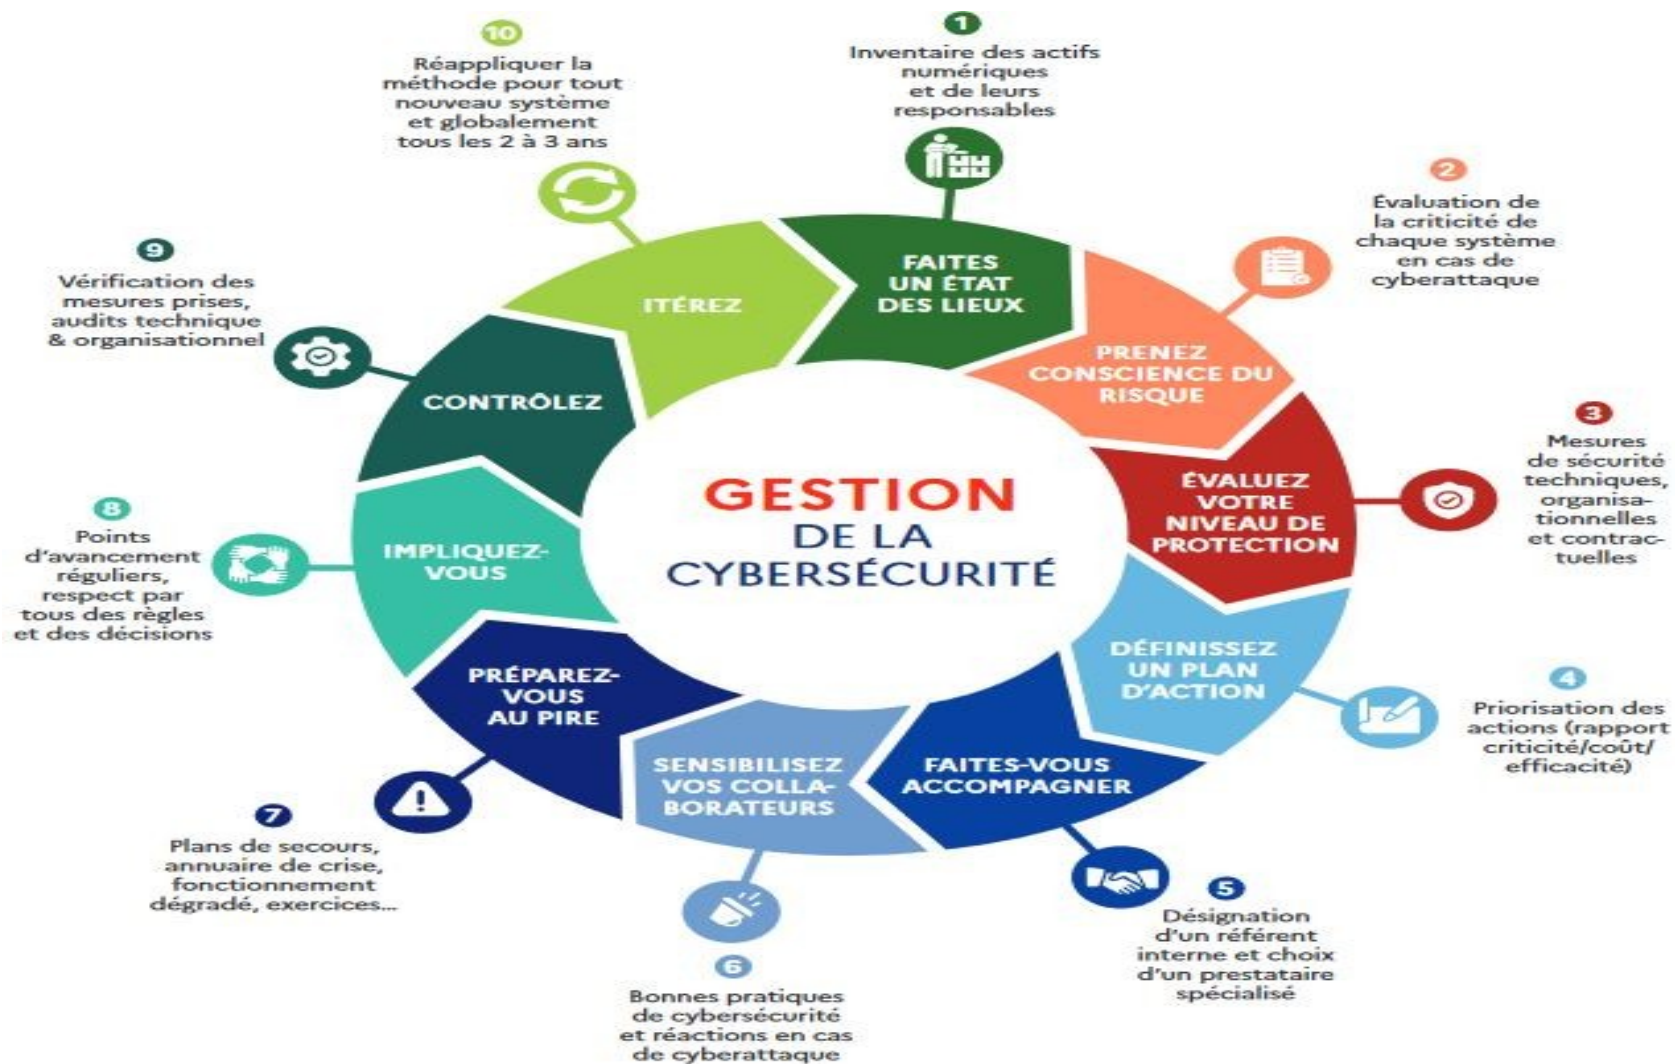 GESTION
DE LA
CYBERSÉCURITÉ
1
Inventaire des actifs
numériques
et de leurs
responsables
FAITES
UN ÉTAT
DES LIEUX
2
Évaluation de
la criticité de
chaque système
en cas de
cyberattaque
PRENEZ
CONSCIENCE DU
RISQUE
3
Mesures
de sécurité
techniques,
organisa-
tionnelles
et contrac-
tuelles
ÉVALUEZ
VOTRE
NIVEAU DE
PROTECTION
4
Priorisation des
actions (rapport
criticité/coût/
efficacité)
DÉFINISSEZ
UN PLAN
D'ACTION
5
Désignation
d'un référent
interne et choix
d'un prestataire
spécialisé
FAITES-VOUS
ACCOMPAGNER
6
Bonnes pratiques
de cybersécurité
et réactions en cas
de cyberattaque
SENSIBILISEZ
VOS COLLA-
BORATEURS
7
Plans de secours,
annuaire de crise,
fonctionnement
dégradé, exercices...
PRÉPAREZ-
VOUS
AU PIRE
8
Points
d'avancement
réguliers,
respect par
tous des règles
et des décisions
IMPLIQUEZ-
VOUS
9
Vérification des
mesures prises,
audits technique
& organisationnel
CONTRÔLEZ
10
Réappliquer la
méthode pour tout
nouveau système
et globalement
tous les 2 à 3 ans
ITÉREZ